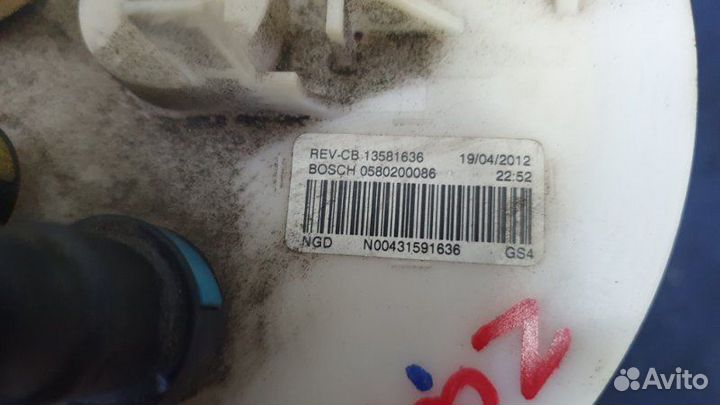 REV-CB 13581636 19/04/2012
BOSCH 0580200086 22:52
NGD N00431591636 GS4
Avito